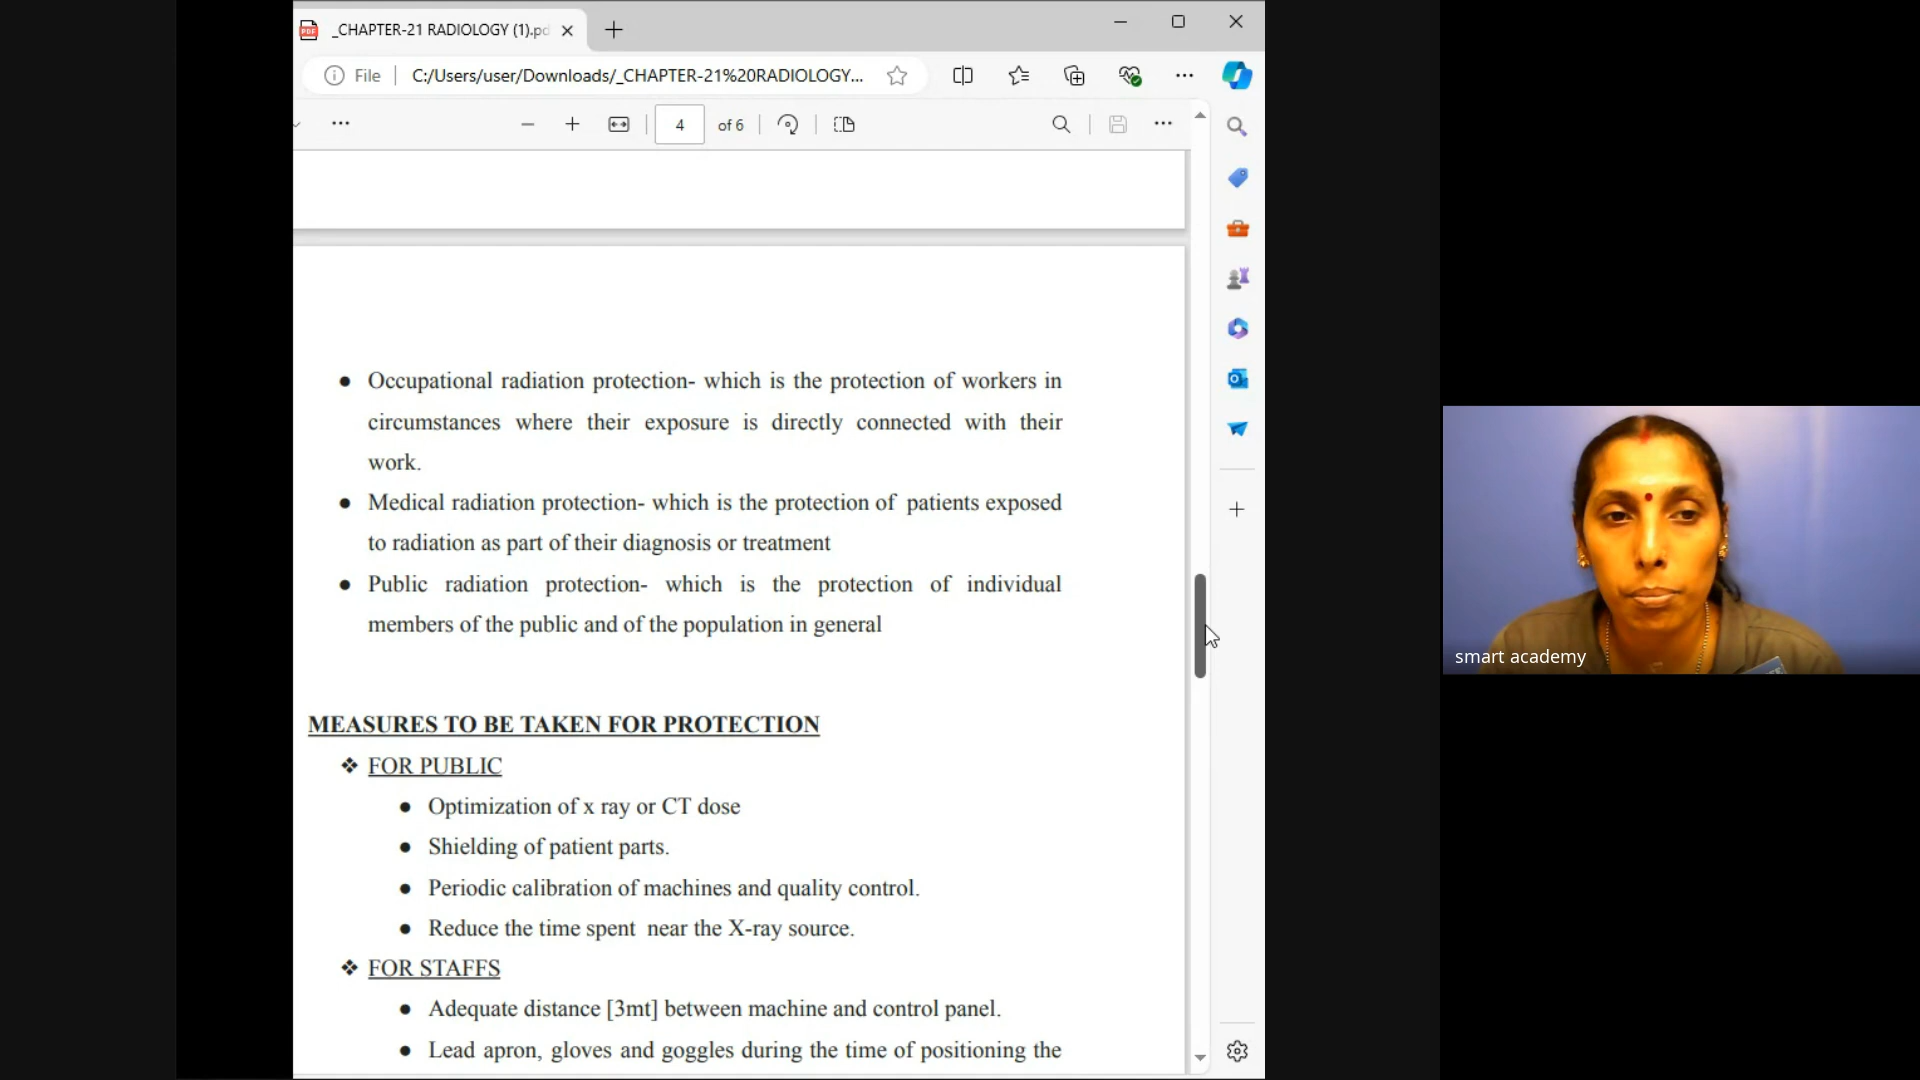 _CHAPTER-21 RADIOLOGY (1).pd
File
C:/Users/user/Downloads/_CHAPTER-21%20RADIOLOGY...
4 of 6
● Occupational radiation protection- which is the protection of workers in
circumstances where their exposure is directly connected with their
work.
● Medical radiation protection- which is the protection of patients exposed
to radiation as part of their diagnosis or treatment
● Public radiation protection- which is the protection of individual
members of the public and of the population in general
MEASURES TO BE TAKEN FOR PROTECTION
❖ FOR PUBLIC
● Optimization of x ray or CT dose
● Shielding of patient parts.
● Periodic calibration of machines and quality control.
● Reduce the time spent near the X-ray source.
❖ FOR STAFFS
● Adequate distance [3mt] between machine and control panel.
● Lead apron, gloves and goggles during the time of positioning the
smart academy